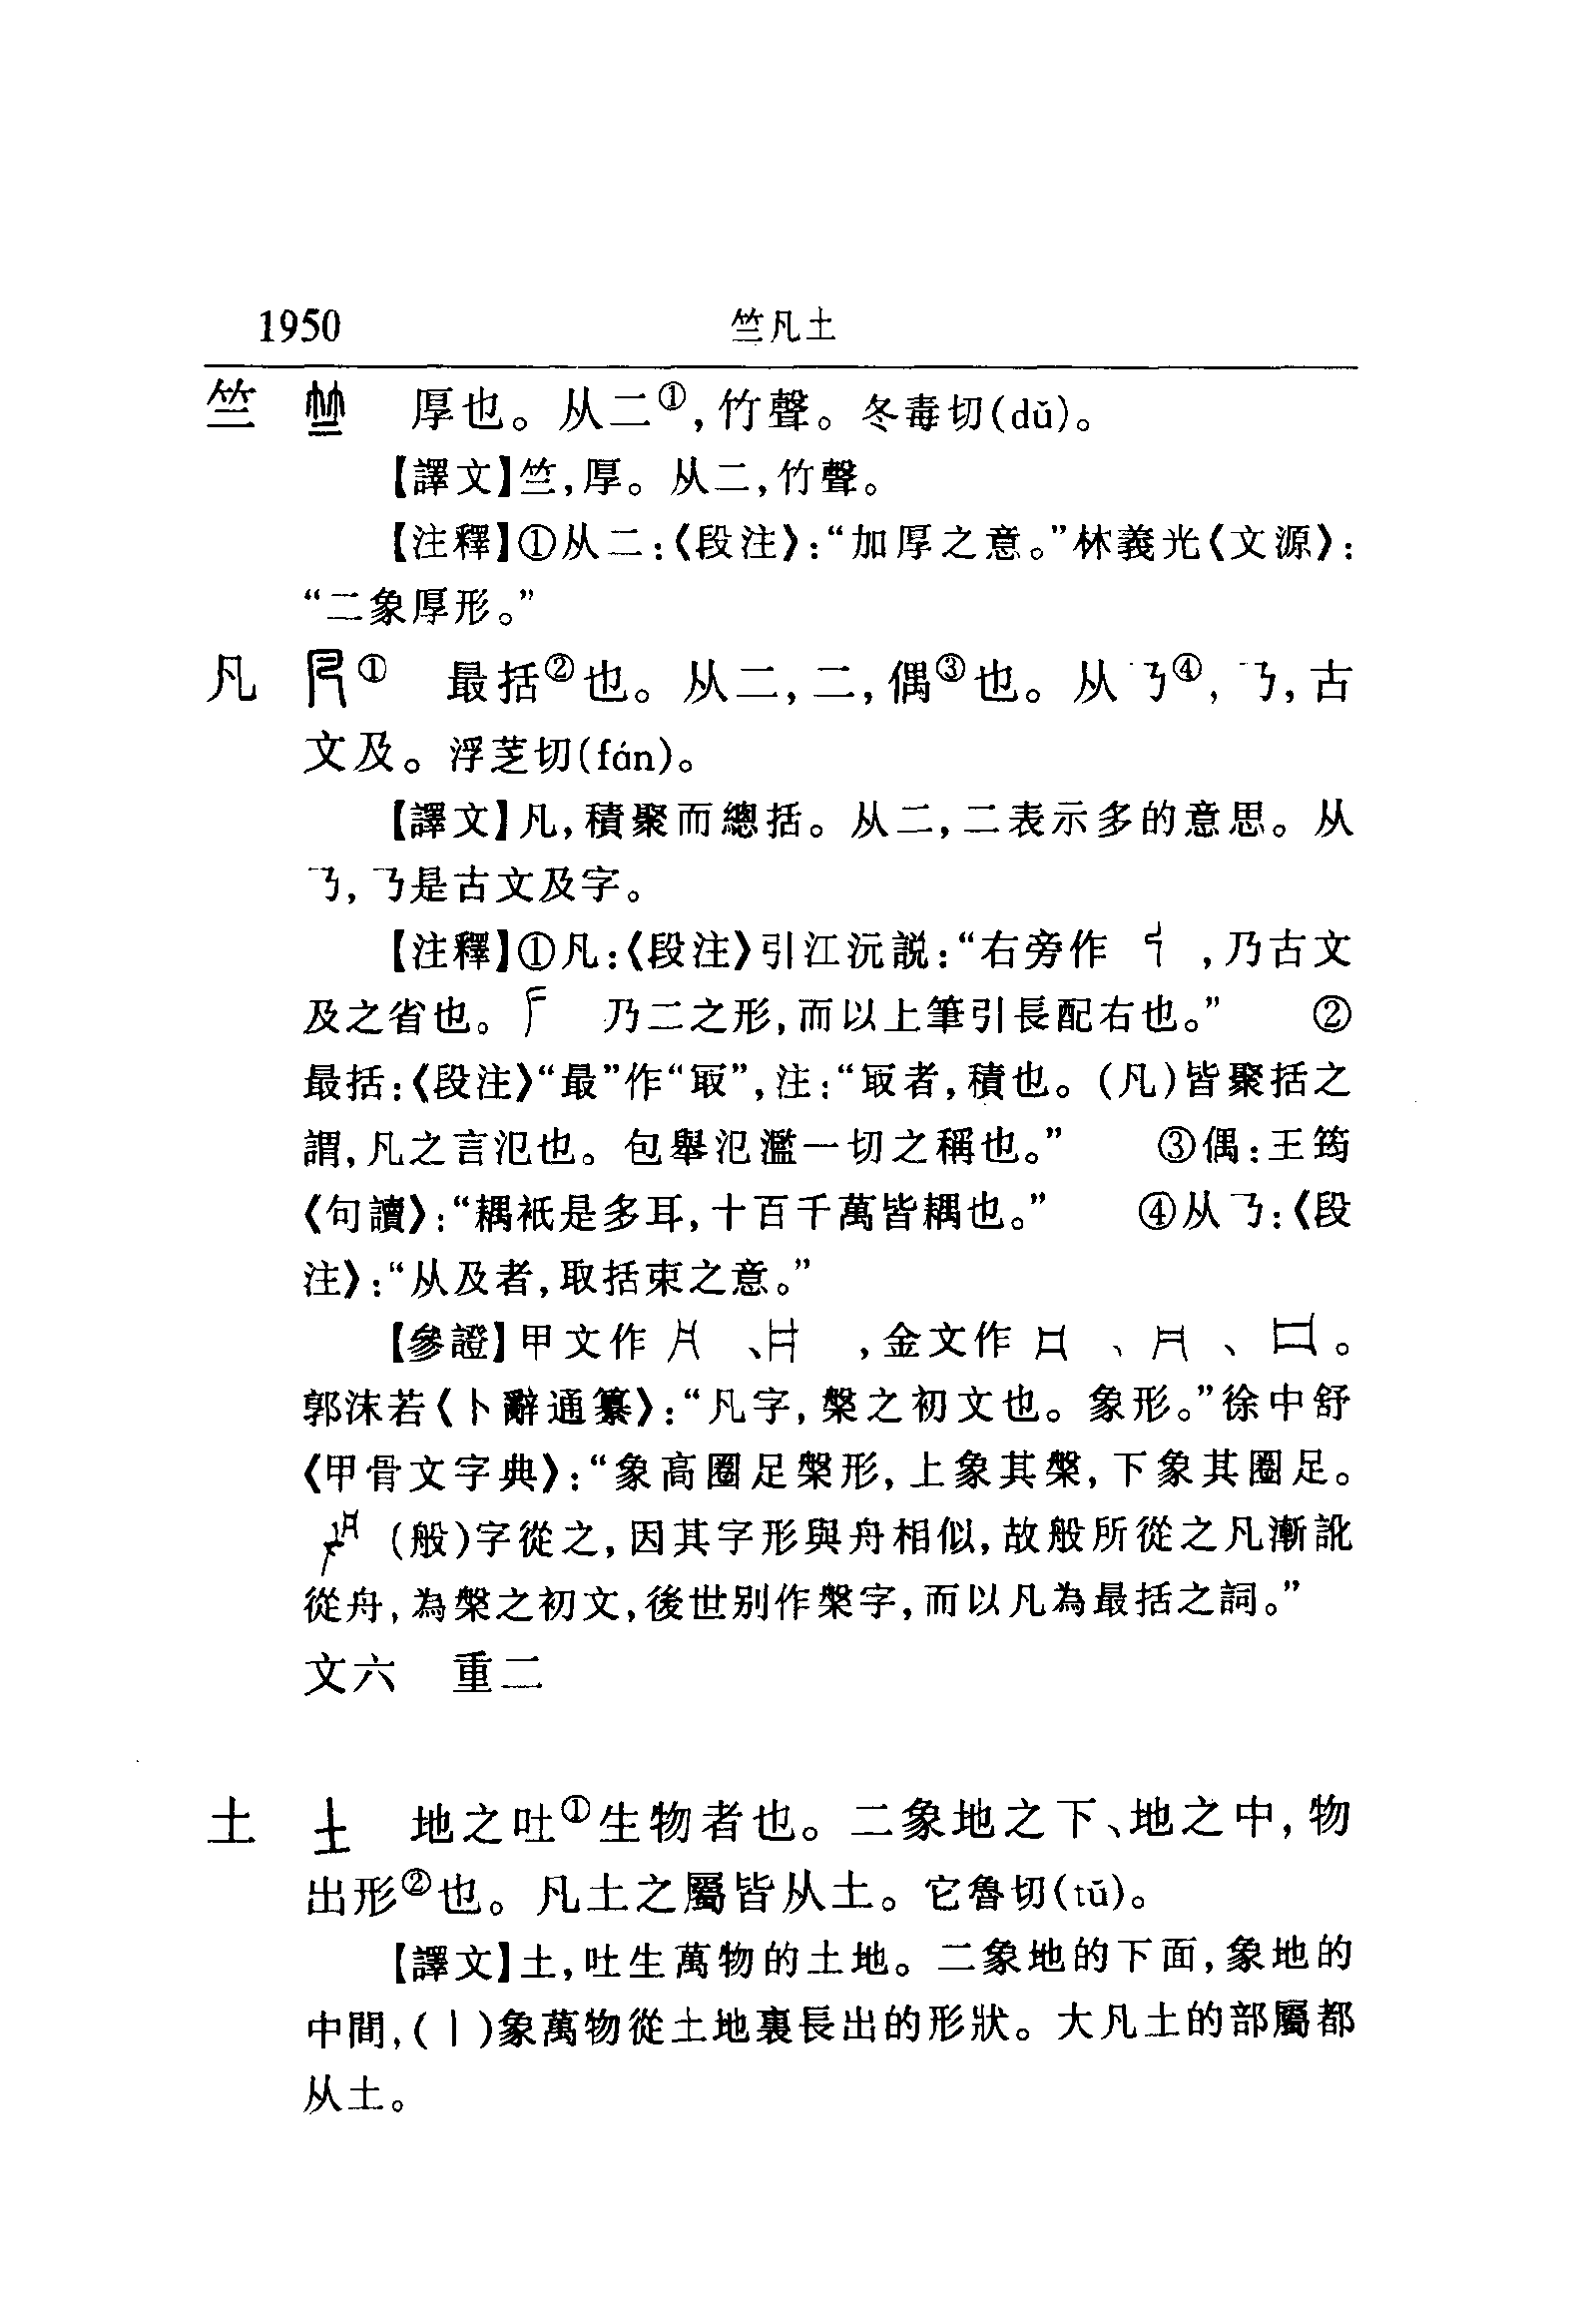 1950 竺凡土
竺 厚也。从二①,竹聲。冬毒切(dǔ)。
【譯文】竺,厚。从二,竹聲。
【注釋】①从二:《段注》:“加厚之意。”林義光《文源》:
“二象厚形。”
凡 ① 最括②也。从二,二,偶③也。从㇋④,㇋,古
文及。浮芝切(fán)。
【譯文】凡,積聚而總括。从二,二表示多的意思。从
㇋,㇋是古文及字。
【注釋】①凡:《段注》引江沅説:“右旁作 ,乃古文
及之省也。 乃二之形,而以上筆引長配右也。” ②
最括:《段注》“最”作“冣”,注:“冣者,積也。(凡)皆聚括之
謂,凡之言氾也。包舉氾濫一切之稱也。” ③偶:王筠
《句讀》:“耦衹是多耳,十百千萬皆耦也。” ④从㇋:《段
注》:“从及者,取括束之意。”
【參證】甲文作 、 ,金文作 、 、 。
郭沫若《卜辭通纂》:“凡字,槃之初文也。象形。”徐中舒
《甲骨文字典》:“象高圈足槃形,上象其槃,下象其圈足。
(般)字從之,因其字形與舟相似,故般所從之凡漸訛
從舟,為槃之初文,後世别作槃字,而以凡為最括之詞。”
文六 重二
土 地之吐①生物者也。二象地之下、地之中,物
出形②也。凡土之屬皆从土。它魯切(tǔ)。
【譯文】土,吐生萬物的土地。二象地的下面,象地的
中間,(丨)象萬物從土地裏長出的形狀。大凡土的部屬都
从土。